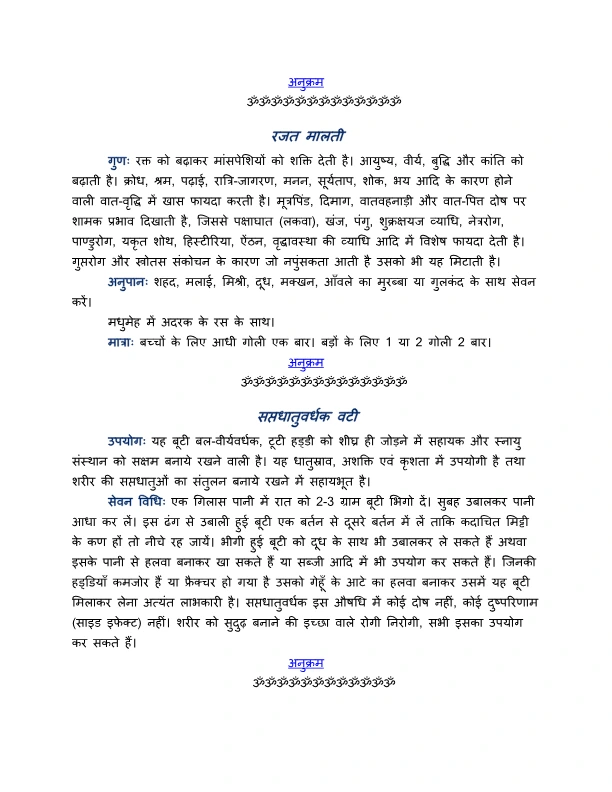 अनुक्रम
ॐॐॐॐॐॐॐॐॐॐॐॐॐ
रजत मालती
गुणः रक्त को बढ़ाकर मांसपेशियों को शक्ति देती है। आयुष्य, वीर्य, बुद्धि और कांति को
बढ़ाती है। क्रोध, श्रम, पढ़ाई, रात्रि-जागरण, मनन, सूर्यताप, शोक, भय आदि के कारण होने
वाली वात-वृद्धि में खास फायदा करती है। मूत्रपिंड, दिमाग, वातवहनाड़ी और वात-पित्त दोष पर
शामक प्रभाव दिखाती है, जिससे पक्षाघात (लकवा), खंज, पंगु, शुक्रक्षयज व्याधि, नेत्ररोग,
पाण्डुरोग, यकृत शोथ, हिस्टीरिया, ऐंठन, वृद्धावस्था की व्याधि आदि में विशेष फायदा देती है।
गुप्तरोग और स्त्रोतस संकोचन के कारण जो नपुंसकता आती है उसको भी यह मिटाती है।
अनुपानः शहद, मलाई, मिश्री, दूध, मक्खन, आँवले का मुरब्बा या गुलकंद के साथ सेवन
करें।
मधुमेह में अदरक के रस के साथ।
मात्राः बच्चों के लिए आधी गोली एक बार। बड़ों के लिए 1 या 2 गोली 2 बार।
अनुक्रम
ॐॐॐॐॐॐॐॐॐॐॐॐॐॐ
सप्तधातुवर्धक वटी
उपयोगः यह बूटी बल-वीर्यवर्धक, टूटी हड्डी को शीघ्र ही जोड़ने में सहायक और स्नायु
संस्थान को सक्षम बनाये रखने वाली है। यह धातुस्राव, अशक्ति एवं कृशता में उपयोगी है तथा
शरीर की सप्तधातुओं का संतुलन बनाये रखने में सहायभूत है।
सेवन विधिः एक गिलास पानी में रात को 2-3 ग्राम बूटी भिगो दें। सुबह उबालकर पानी
आधा कर लें। इस ढंग से उबाली हुई बूटी एक बर्तन से दूसरे बर्तन में लें ताकि कदाचित मिट्टी
के कण हों तो नीचे रह जायें। भीगी हुई बूटी को दूध के साथ भी उबालकर ले सकते हैं अथवा
इसके पानी से हलवा बनाकर खा सकते हैं या सब्जी आदि में भी उपयोग कर सकते हैं। जिनकी
हड्डियाँ कमजोर हैं या फ्रैक्चर हो गया है उसको गेहूँ के आटे का हलवा बनाकर उसमें यह बूटी
मिलाकर लेना अत्यंत लाभकारी है। सप्तधातुवर्धक इस औषधि में कोई दोष नहीं, कोई दुष्परिणाम
(साइड इफेक्ट) नहीं। शरीर को सुदृढ़ बनाने की इच्छा वाले रोगी निरोगी, सभी इसका उपयोग
कर सकते हैं।
अनुक्रम
ॐॐॐॐॐॐॐॐॐॐॐॐ